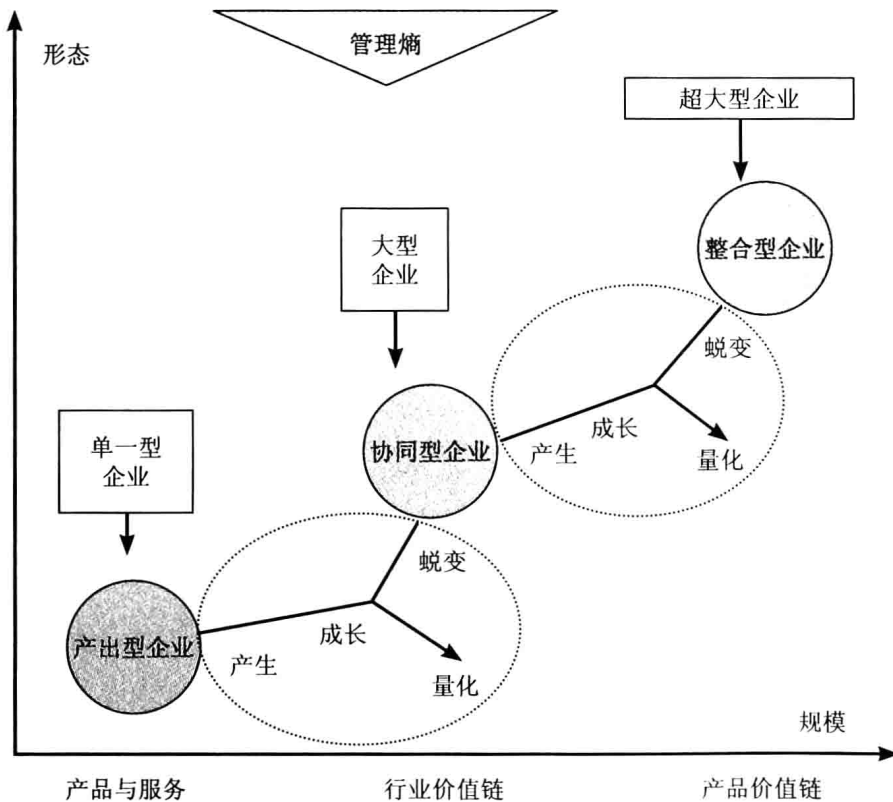 形态
管理熵
超大型企业
大型
企业
整合型企业
蜕变
成长
产生
量化
单一型
企业
协同型企业
蜕变
成长
产生
量化
产出型企业
规模
产品与服务
行业价值链
产品价值链